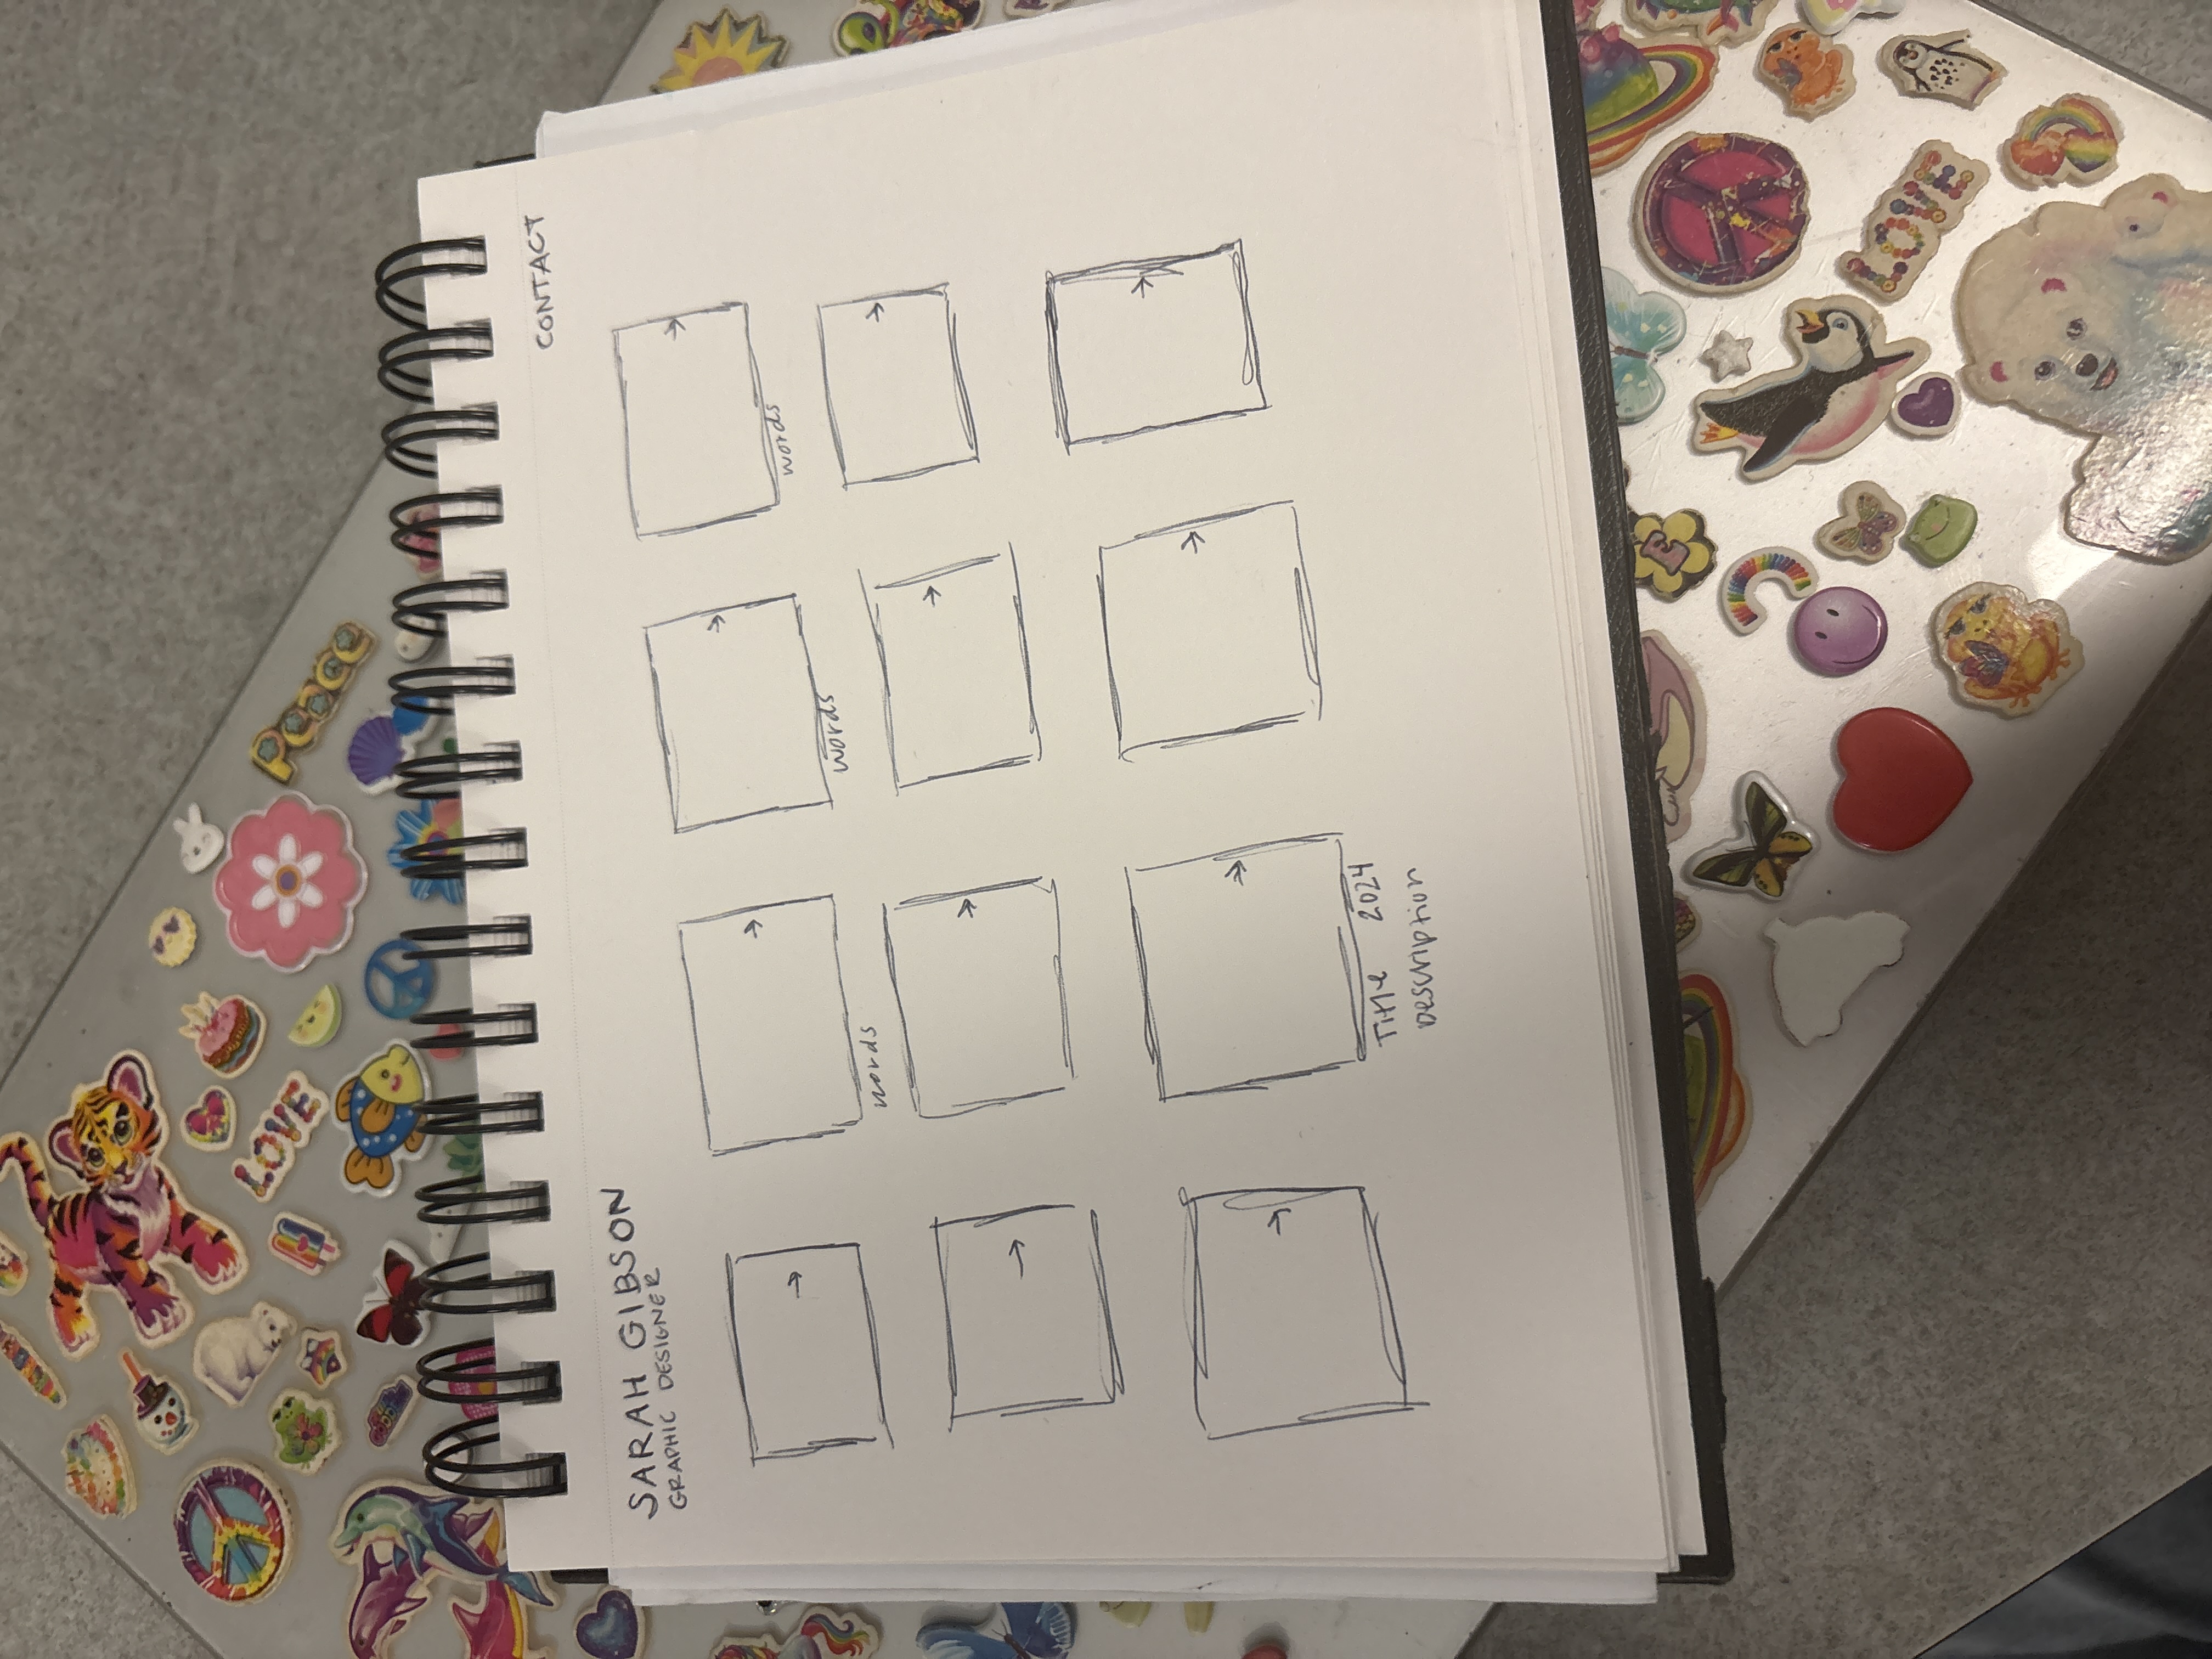 LOVE
Peace
CONTACT
SARAH GIBSON
GRAPHIC DESIGNER
words
words
words
Title 2024
Description
LOVE